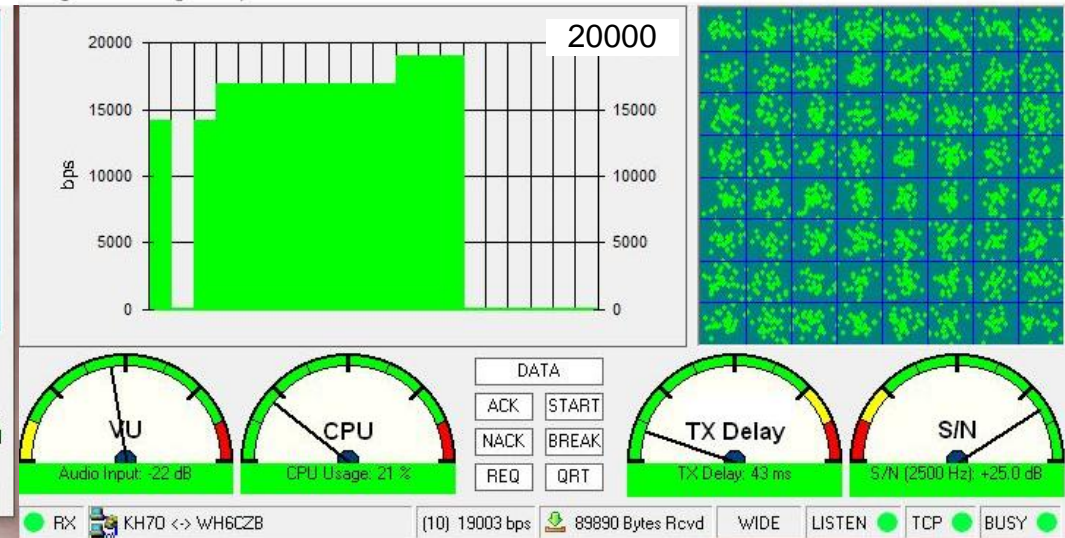 20000
20000
15000
15000
bps
10000
10000
5000
5000
0
0
VU
Audio Input: -22 dB
CPU
CPU Usage: 21 %
DATA
ACK
START
NACK
BREAK
REQ
QRT
TX Delay
TX Delay: 43 ms
S/N
S/N (2500 Hz): +25.0 dB
RX
KH7O <-> WH6CZB
(10) 19003 bps
89890 Bytes Rcvd
WIDE
LISTEN
TCP
BUSY